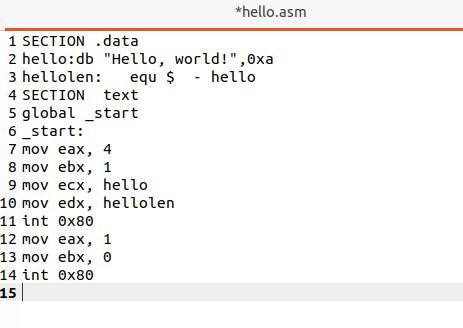 *hello.asm
1 SECTION .data
2 hello:db "Hello, world!",0xa
3 hellolen:   equ $  - hello
4 SECTION  text
5 global _start
6 _start:
7 mov eax, 4
8 mov ebx, 1
9 mov ecx, hello
10 mov edx, hellolen
11 int 0x80
12 mov eax, 1
13 mov ebx, 0
14 int 0x80
15